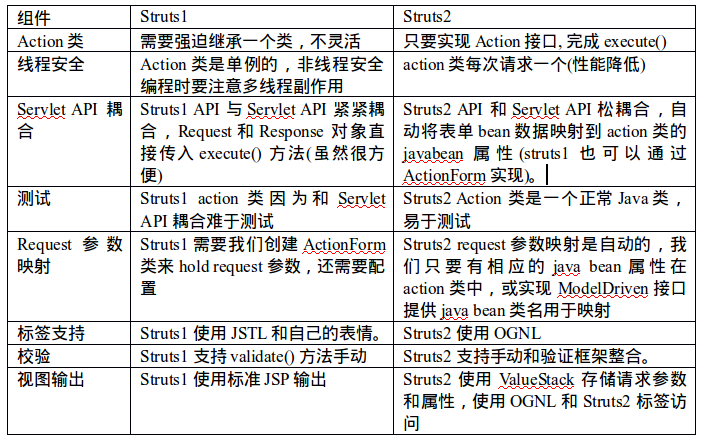 组件 Struts1 Struts2
Action 类 需要强迫继承一个类，不灵活 只要实现 Action 接口, 完成 execute()
线程安全 Action 类是单例的，非线程安全 action 类每次请求一个(性能降低)
编程时要注意多线程副作用
Servlet API 耦 Struts1 API 与 Servlet API 紧紧耦 Struts2 API 和 Servlet API 松耦合，自
合 合，Request 和 Response 对象直 动将表单 bean 数据映射到 action 类的
接传入 execute() 方法(虽然很方 javabean 属性 (struts1 也可以通过
便) ActionForm 实现)。
测试 Struts1 action 类因为和 Servlet Struts2 Action 类是一个正常 Java 类，
API 耦合难于测试 易于测试
Request 参数 Struts1 需要我们创建 ActionForm Struts2 request 参数映射是自动的，我
映射 类来 hold request 参数，还需要配 们只要有相应的 java bean 属性在
置 action 类中，或实现 ModelDriven 接口
提供 java bean 类名用于映射
标签支持 Struts1 使用 JSTL 和自己的表情。 Struts2 使用 OGNL
校验 Struts1 支持 validate() 方法手动 Struts2 支持手动和验证框架整合。
视图输出 Struts1 使用标准 JSP 输出 Struts2 使用 ValueStack 存储请求参数
和属性，使用 OGNL 和 Struts2 标签访
问